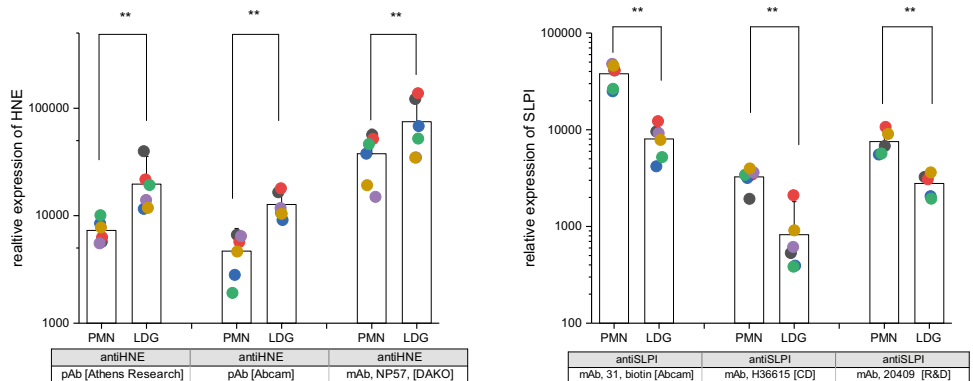 ** ** **
realtive expression of HNE
100000
10000
1000
PMN LDG PMN LDG PMN LDG
antiHNE antiHNE antiHNE
pAb [Athens Research] pAb [Abcam] mAb, NP57, [DAKO]
** ** **
relative expression of SLPI
100000
10000
1000
100
PMN LDG PMN LDG PMN LDG
antiSLPI antiSLPI antiSLPI
mAb, 31, biotin [Abcam] mAb, H36615 [CD] mAb, 20409 [R&D]